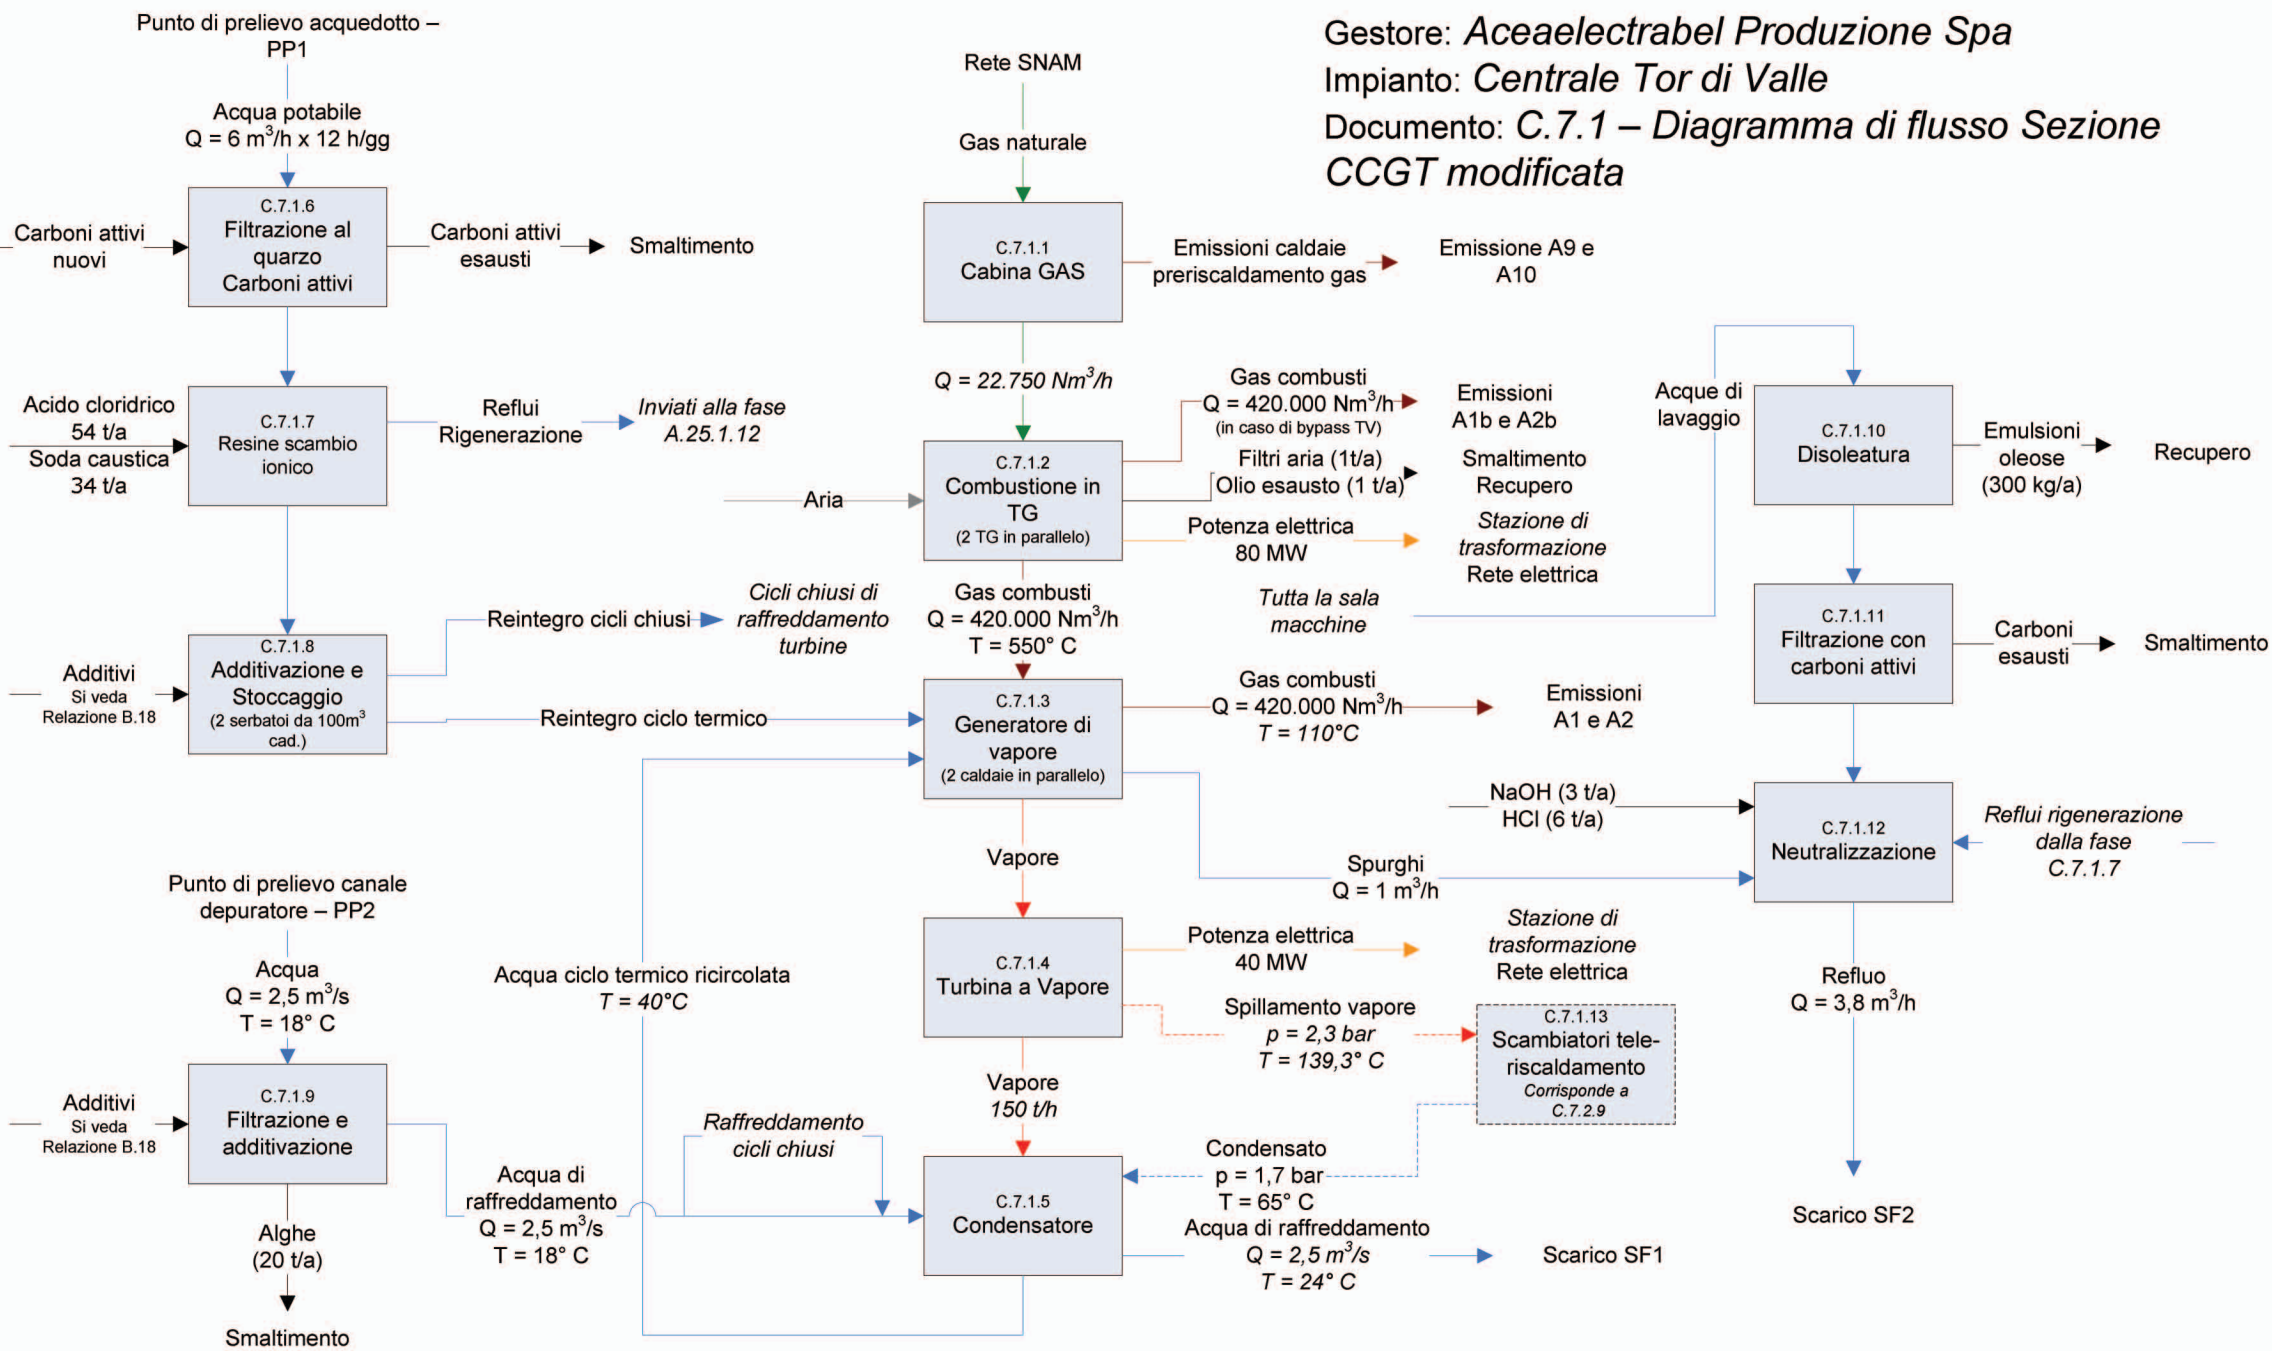 Gestore: Aceaelectrabel Produzione Spa
Impianto: Centrale Tor di Valle
Documento: C.7.1 – Diagramma di flusso Sezione
CCGT modificata
Punto di prelievo acquedotto –
PP1
Acqua potabile
Q = 6 m³/h x 12 h/gg
Carboni attivi
nuovi
C.7.1.6
Filtrazione al
quarzo
Carboni attivi
Carboni attivi
esausti
Smaltimento
Acido cloridrico
54 t/a
Soda caustica
34 t/a
C.7.1.7
Resine scambio
ionico
Reflui
Rigenerazione
Inviati alla fase
A.25.1.12
Additivi
Si veda
Relazione B.18
C.7.1.8
Additivazione e
Stoccaggio
(2 serbatoi da 100m³
cad.)
Reintegro cicli chiusi
Cicli chiusi di
raffreddamento
turbine
Reintegro ciclo termico
Punto di prelievo canale
depuratore – PP2
Acqua
Q = 2,5 m³/s
T = 18° C
Additivi
Si veda
Relazione B.18
C.7.1.9
Filtrazione e
additivazione
Alghe
(20 t/a)
Smaltimento
Acqua di
raffreddamento
Q = 2,5 m³/s
T = 18° C
Raffreddamento
cicli chiusi
Acqua ciclo termico ricircolata
T = 40°C
Rete SNAM
Gas naturale
C.7.1.1
Cabina GAS
Emissioni caldaie
preriscaldamento gas
Emissione A9 e
A10
Q = 22.750 Nm³/h
Aria
C.7.1.2
Combustione in
TG
(2 TG in parallelo)
Gas combusti
Q = 420.000 Nm³/h
(in caso di bypass TV)
Emissioni
A1b e A2b
Filtri aria (1t/a)
Olio esausto (1 t/a)
Smaltimento
Recupero
Potenza elettrica
80 MW
Stazione di
trasformazione
Rete elettrica
Gas combusti
Q = 420.000 Nm³/h
T = 550° C
C.7.1.3
Generatore di
vapore
(2 caldaie in parallelo)
Gas combusti
Q = 420.000 Nm³/h
T = 110°C
Emissioni
A1 e A2
Spurghi
Q = 1 m³/h
Vapore
C.7.1.4
Turbina a Vapore
Potenza elettrica
40 MW
Stazione di
trasformazione
Rete elettrica
Spillamento vapore
p = 2,3 bar
T = 139,3° C
C.7.1.13
Scambiatori tele-
riscaldamento
Corrisponde a
C.7.2.9
Vapore
150 t/h
Condensato
p = 1,7 bar
T = 65° C
C.7.1.5
Condensatore
Acqua di raffreddamento
Q = 2,5 m³/s
T = 24° C
Scarico SF1
Tutta la sala
macchine
Acque di
lavaggio
C.7.1.10
Disoleatura
Emulsioni
oleose
(300 kg/a)
Recupero
C.7.1.11
Filtrazione con
carboni attivi
Carboni
esausti
Smaltimento
NaOH (3 t/a)
HCl (6 t/a)
C.7.1.12
Neutralizzazione
Reflui rigenerazione
dalla fase
C.7.1.7
Refluo
Q = 3,8 m³/h
Scarico SF2